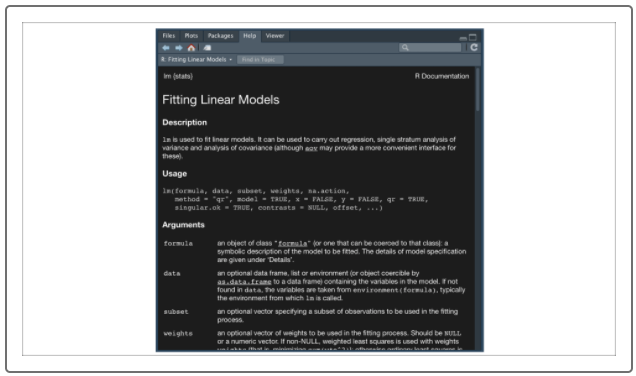 Files Plots Packages Help Viewer
R: Fitting Linear Models Find in Topic
lm {stats} R Documentation
Fitting Linear Models
Description
lm is used to fit linear models. It can be used to carry out regression, single stratum analysis of
variance and analysis of covariance (although aov may provide a more convenient interface for
these).
Usage
lm(formula, data, subset, weights, na.action,
method = "qr", model = TRUE, x = FALSE, y = FALSE, qr = TRUE,
singular.ok = TRUE, contrasts = NULL, offset, ...)
Arguments
formula an object of class "formula" (or one that can be coerced to that class): a
symbolic description of the model to be fitted. The details of model specification
are given under 'Details'.
data an optional data frame, list or environment (or object coercible by
as.data.frame to a data frame) containing the variables in the model. If not
found in data, the variables are taken from environment(formula), typically
the environment from which lm is called.
subset an optional vector specifying a subset of observations to be used in the fitting
process.
weights an optional vector of weights to be used in the fitting process. Should be NULL
or a numeric vector. If non-NULL, weighted least squares is used with weights